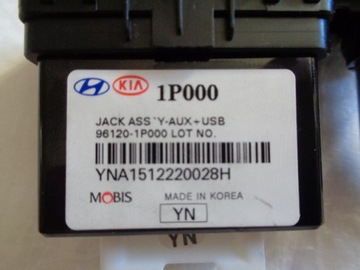 KIA 1P000
JACK ASS`Y-AUX+USB
96120-1P000 LOT NO.
YNA1512220028H
MOBIS MADE IN KOREA
YN
YN